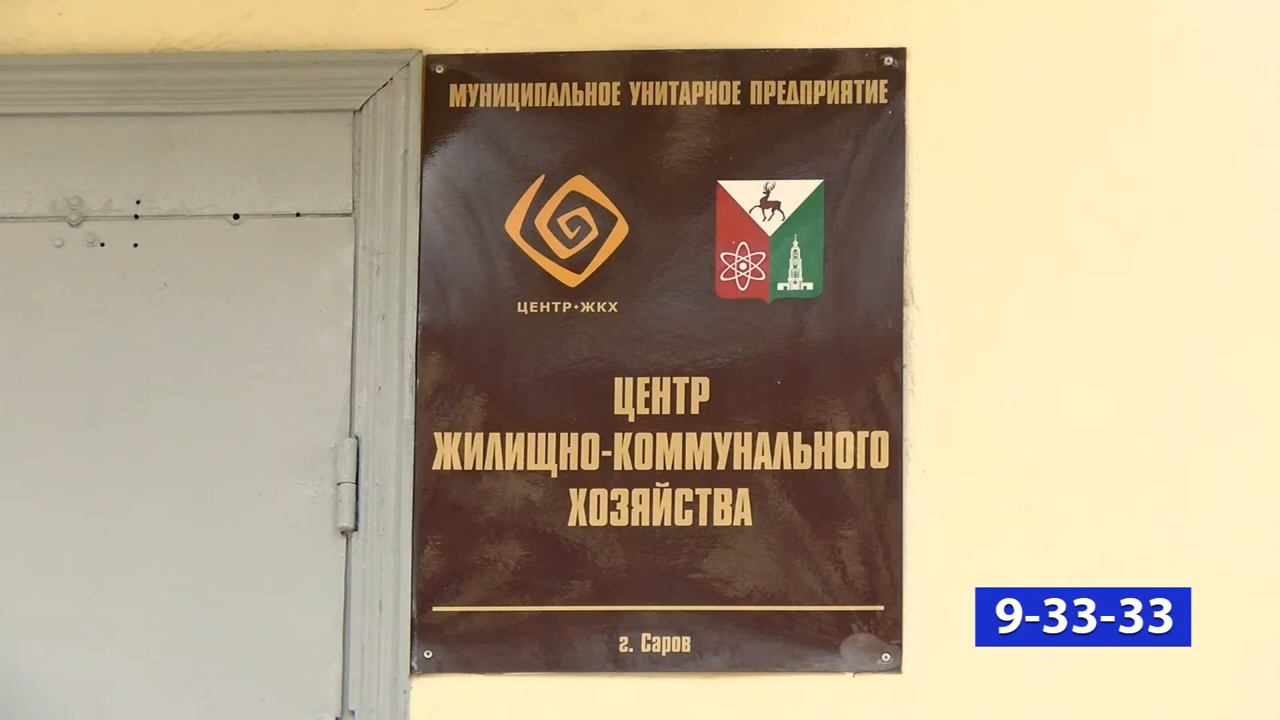 МУНИЦИПАЛЬНОЕ УНИТАРНОЕ ПРЕДПРИЯТИЕ
ЦЕНТР•ЖКХ
ЦЕНТР
ЖИЛИЩНО-КОММУНАЛЬНОГО
ХОЗЯЙСТВА
г. Саров
9-33-33